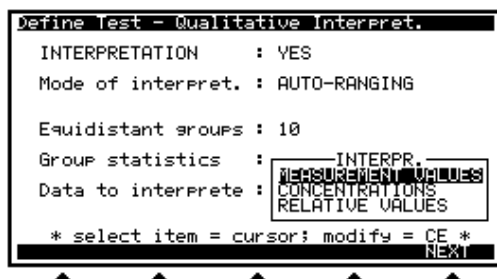 Define Test - Qualitative Interpret.
INTERPRETATION : YES
Mode of interpret. : AUTO-RANGING
Equidistant groups : 10
Group statistics :
Data to interprete :
INTERPR.
MEASUREMENT VALUES
CONCENTRATIONS
RELATIVE VALUES
* select item = cursor; modify = CE *
NEXT